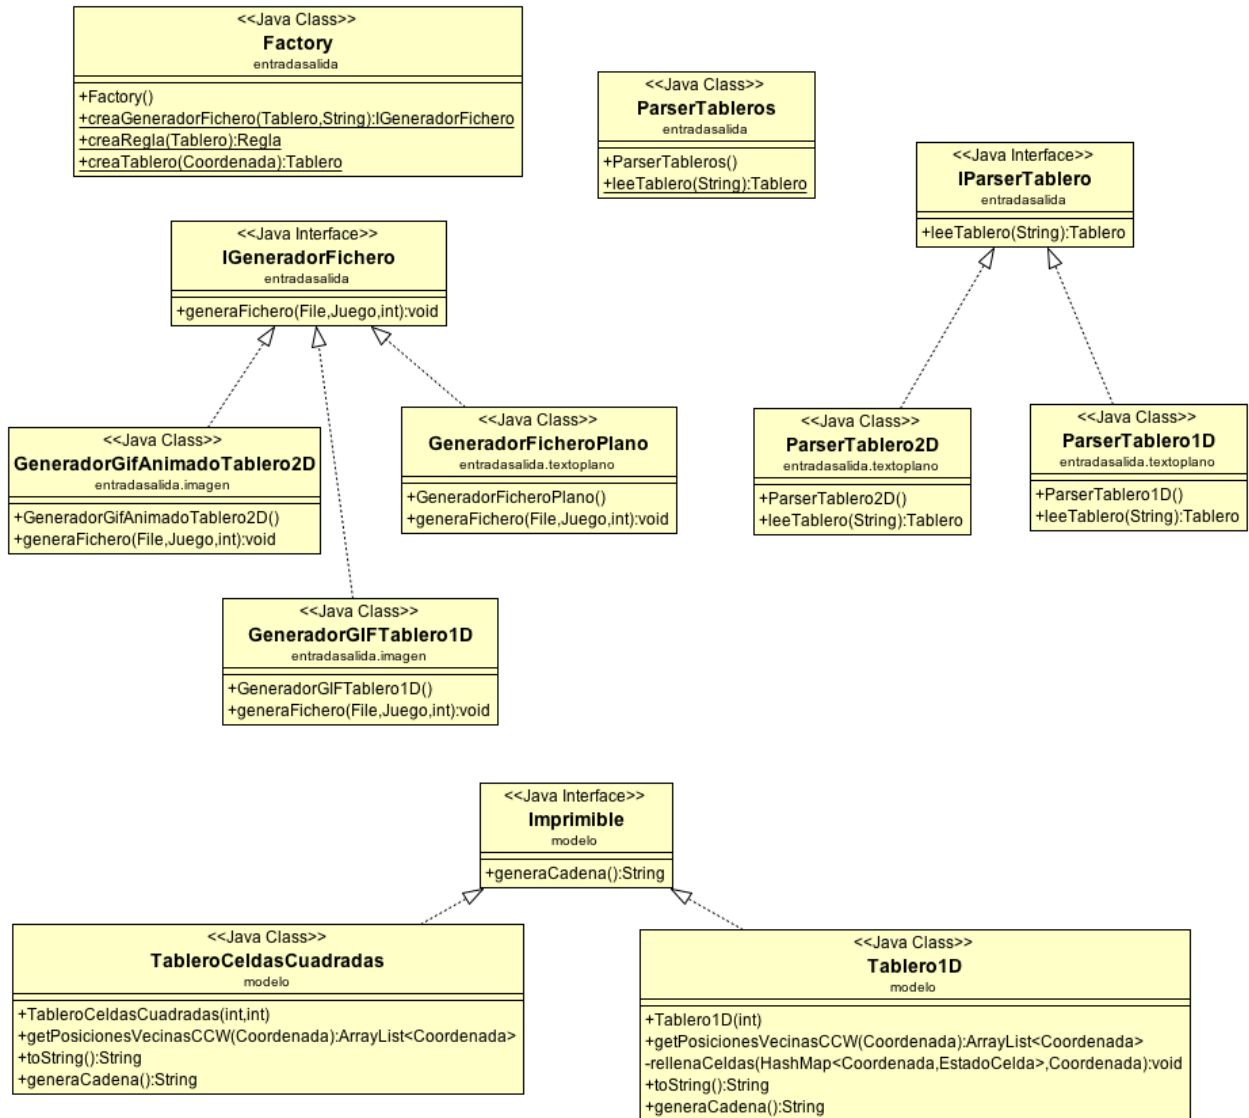 <<Java Class>>
Factory
entradasalida
+Factory()
+creaGeneradorFichero(Tablero,String):IGeneradorFichero
+creaRegla(Tablero):Regla
+creaTablero(Coordenada):Tablero
<<Java Class>>
ParserTableros
entradasalida
+ParserTableros()
+leeTablero(String):Tablero
<<Java Interface>>
IParserTablero
entradasalida
+leeTablero(String):Tablero
<<Java Interface>>
IGeneradorFichero
entradasalida
+generaFichero(File,Juego,int):void
<<Java Class>>
GeneradorGifAnimadoTablero2D
entradasalida.imagen
+GeneradorGifAnimadoTablero2D()
+generaFichero(File,Juego,int):void
<<Java Class>>
GeneradorFicheroPlano
entradasalida.textoplano
+GeneradorFicheroPlano()
+generaFichero(File,Juego,int):void
<<Java Class>>
ParserTablero2D
entradasalida.textoplano
+ParserTablero2D()
+leeTablero(String):Tablero
<<Java Class>>
ParserTablero1D
entradasalida.textoplano
+ParserTablero1D()
+leeTablero(String):Tablero
<<Java Class>>
GeneradorGIFTablero1D
entradasalida.imagen
+GeneradorGIFTablero1D()
+generaFichero(File,Juego,int):void
<<Java Interface>>
Imprimible
modelo
+generaCadena():String
<<Java Class>>
TableroCeldasCuadradas
modelo
+TableroCeldasCuadradas(int,int)
+getPosicionesVecinasCCW(Coordenada):ArrayList<Coordenada>
+toString():String
+generaCadena():String
<<Java Class>>
Tablero1D
modelo
+Tablero1D(int)
+getPosicionesVecinasCCW(Coordenada):ArrayList<Coordenada>
-rellenaCeldas(HashMap<Coordenada,EstadoCelda>,Coordenada):void
+toString():String
+generaCadena():String